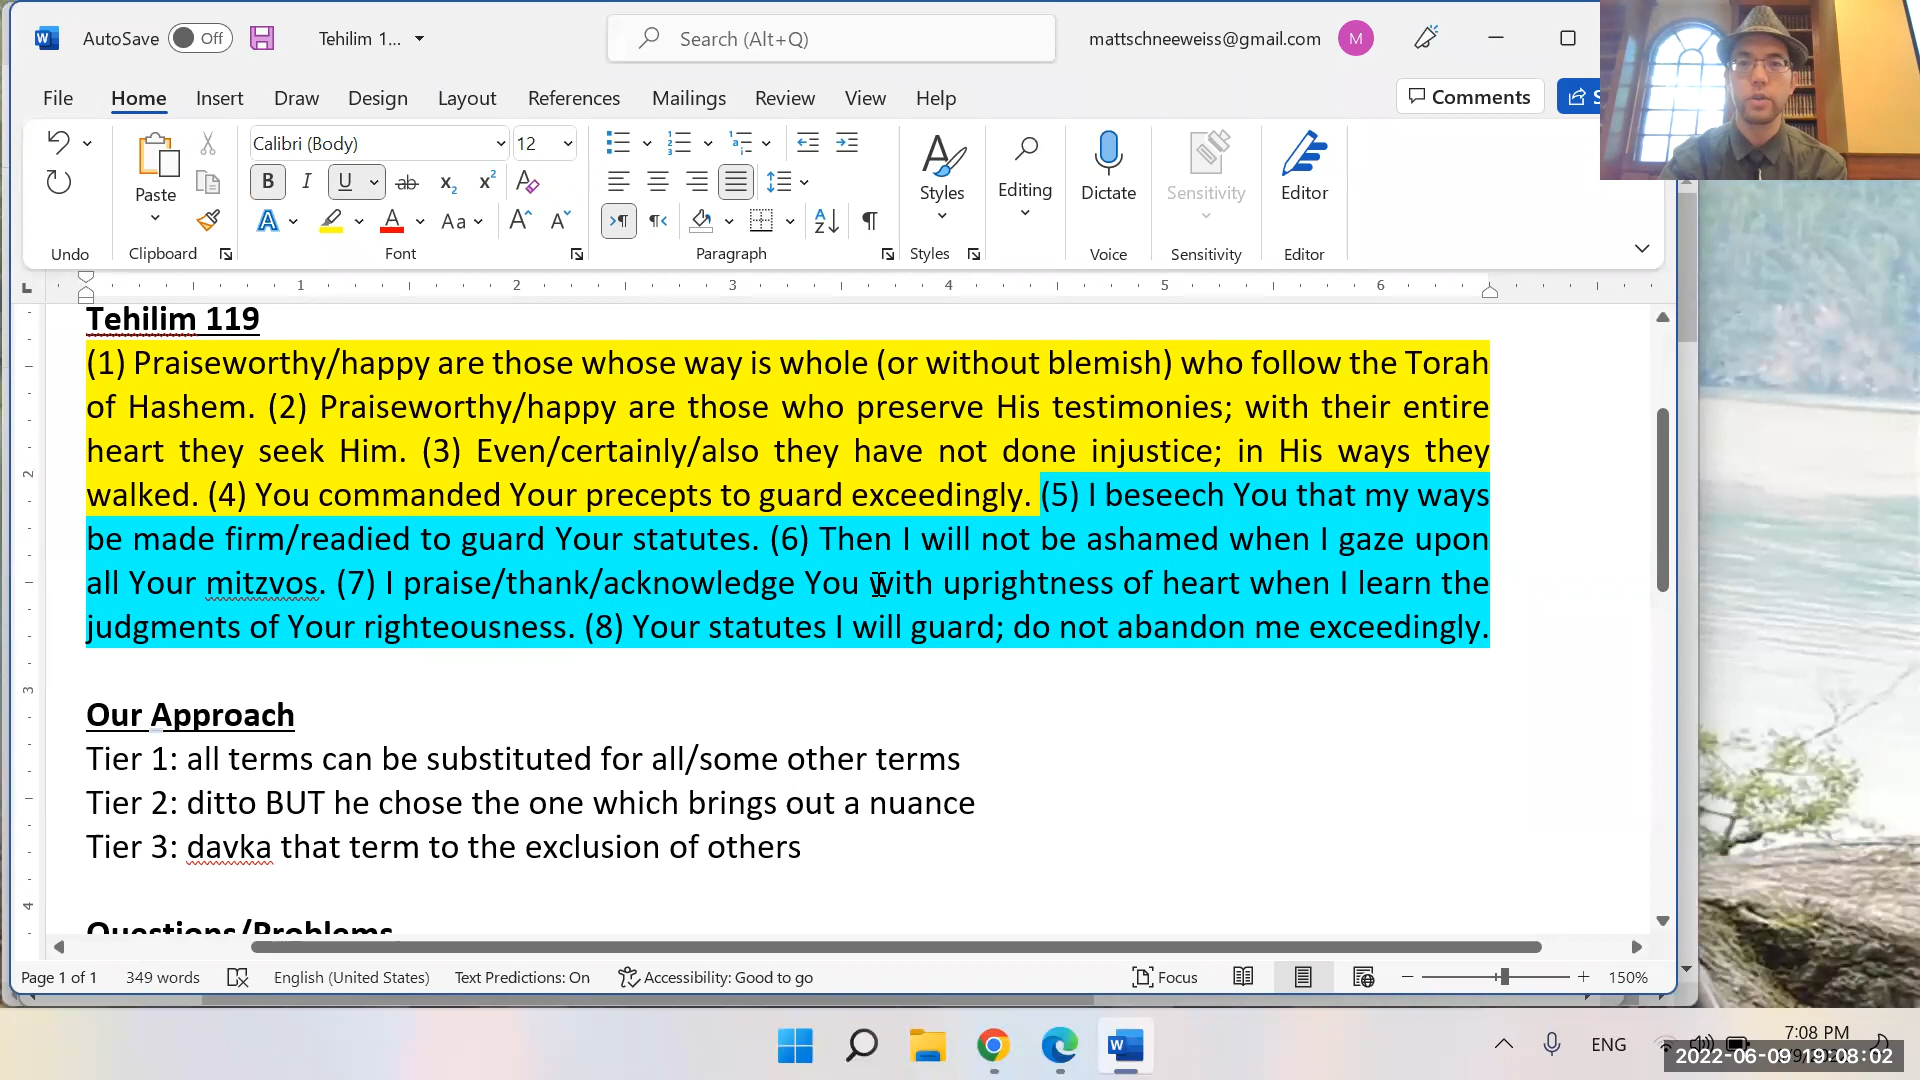 AutoSave Off Tehilim 1... Search (Alt+Q) mattschneeweiss@gmail.com M
File Home Insert Draw Design Layout References Mailings Review View Help Comments
Calibri (Body) 12
Paste Styles Editing Dictate Sensitivity Editor
Undo Clipboard Font Paragraph Styles Voice Sensitivity Editor
1 2 3 4 5 6
Tehilim 119
(1) Praiseworthy/happy are those whose way is whole (or without blemish) who follow the Torah
of Hashem. (2) Praiseworthy/happy are those who preserve His testimonies; with their entire
heart they seek Him. (3) Even/certainly/also they have not done injustice; in His ways they
walked. (4) You commanded Your precepts to guard exceedingly. (5) I beseech You that my ways
be made firm/readied to guard Your statutes. (6) Then I will not be ashamed when I gaze upon
all Your mitzvos. (7) I praise/thank/acknowledge You with uprightness of heart when I learn the
judgments of Your righteousness. (8) Your statutes I will guard; do not abandon me exceedingly.
Our Approach
Tier 1: all terms can be substituted for all/some other terms
Tier 2: ditto BUT he chose the one which brings out a nuance
Tier 3: davka that term to the exclusion of others
Questions/Problems
Page 1 of 1 349 words English (United States) Text Predictions: On Accessibility: Good to go Focus 150%
ENG 7:08 PM
2022-06-09 19:08:02